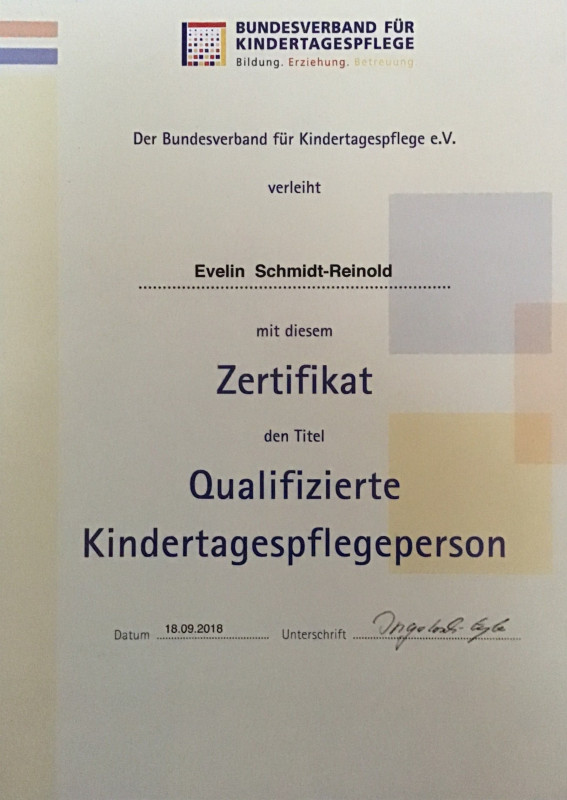 BUNDESVERBAND FÜR
KINDERTAGESPFLEGE
Bildung. Erziehung. Betreuung
Der Bundesverband für Kindertagespflege e.V.
verleiht
Evelin Schmidt-Reinold
mit diesem
Zertifikat
den Titel
Qualifizierte
Kindertagespflegeperson
Datum 18.09.2018 Unterschrift